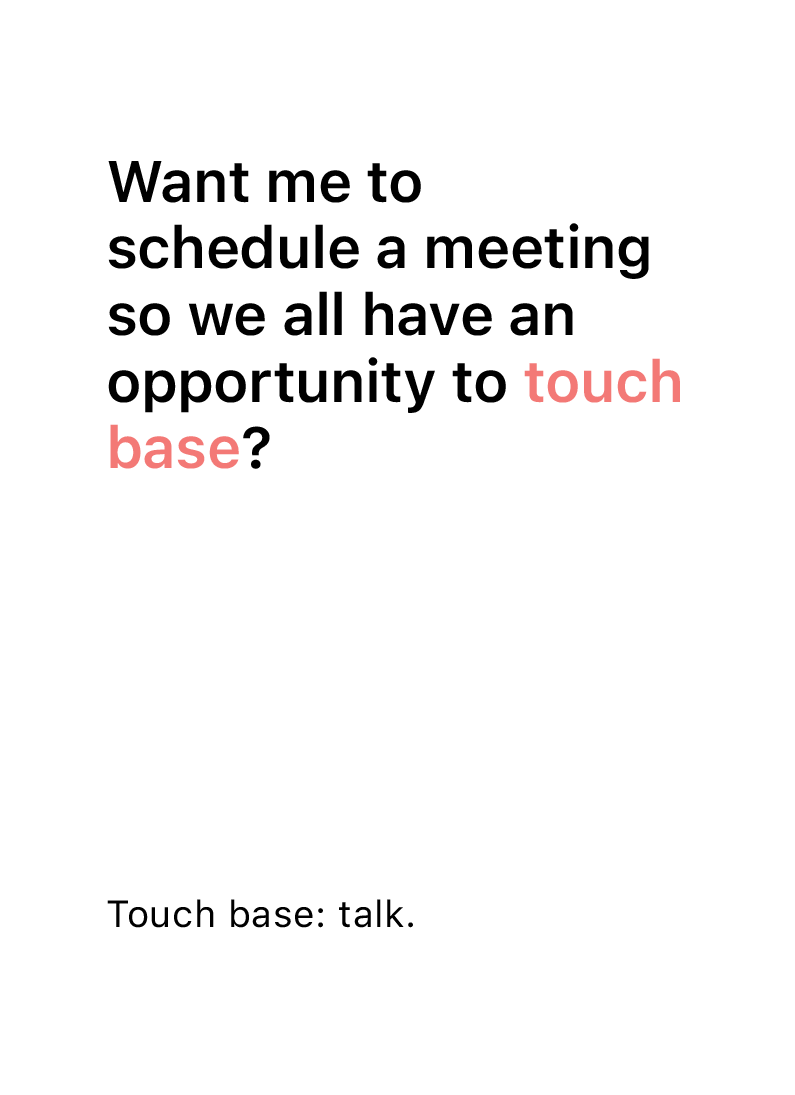 Want me to
schedule a meeting
so we all have an
opportunity to touch
base?
Touch base: talk.